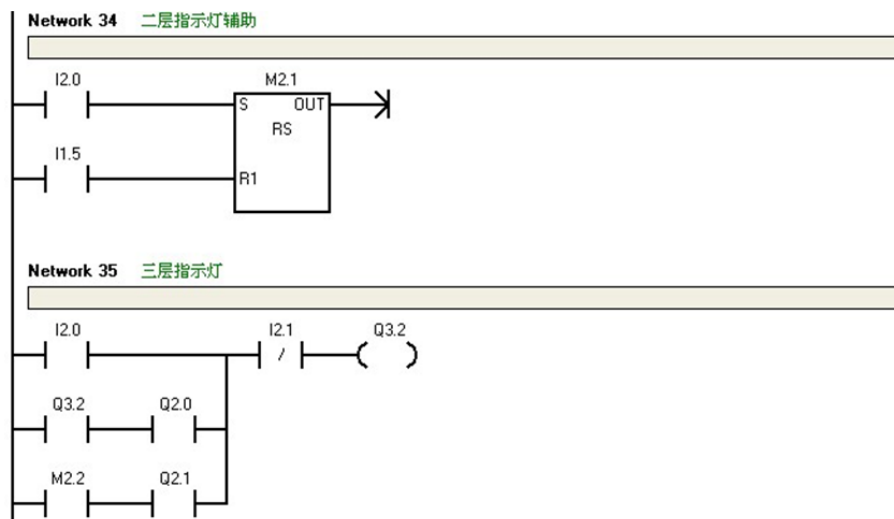 Network 34 二层指示灯辅助
I2.0
M2.1
S OUT
RS
I1.5
R1
Network 35 三层指示灯
I2.0 I2.1 Q3.2
/
Q3.2 Q2.0
M2.2 Q2.1